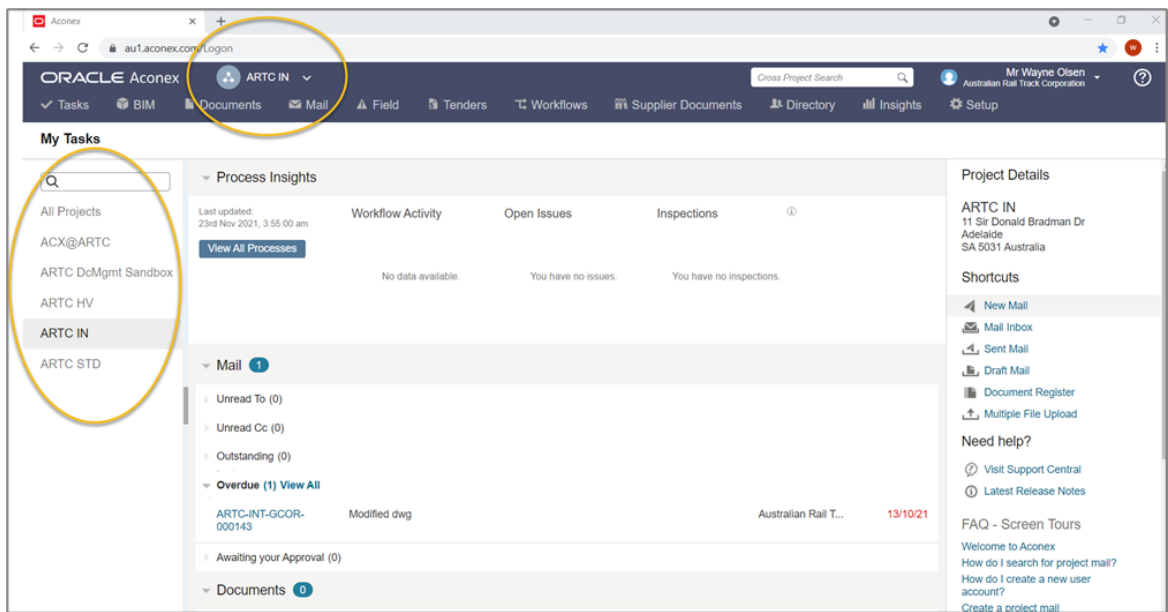 Aconex
au1.aconex.com/Logon
W
ORACLE Aconex
ARTC IN
Cross Project Search
Mr Wayne Olsen
Australian Rail Track Corporation
Tasks BIM Documents Mail Field Tenders Workflows Supplier Documents Directory Insights Setup
My Tasks
All Projects
ACX@ARTC
ARTC DcMgmt Sandbox
ARTC HV
ARTC IN
ARTC STD
Process Insights
Last updated:
23rd Nov 2021, 3:55:00 am
Workflow Activity Open Issues Inspections
View All Processes
No data available. You have no issues. You have no inspections.
Mail 1
Unread To (0)
Unread Cc (0)
Outstanding (0)
Overdue (1) View All
ARTC-INT-GCOR-
000143
Modified dwg Australian Rail T... 13/10/21
Awaiting your Approval (0)
Documents 0
Project Details
ARTC IN
11 Sir Donald Bradman Dr
Adelaide
SA 5031 Australia
Shortcuts
New Mail
Mail Inbox
Sent Mail
Draft Mail
Document Register
Multiple File Upload
Need help?
Visit Support Central
Latest Release Notes
FAQ - Screen Tours
Welcome to Aconex
How do I search for project mail?
How do I create a new user
account?
Create a project mail